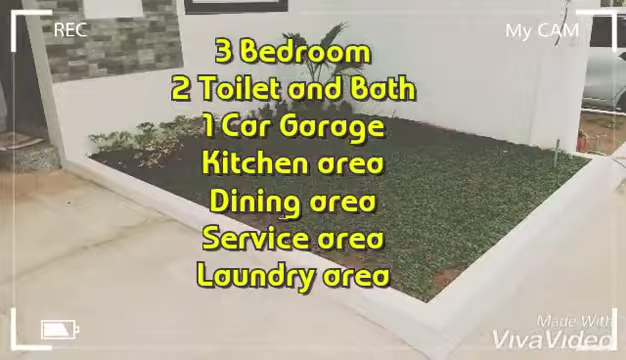 REC
My CAM
3 Bedroom
2 Toilet and Bath
1 Car Garage
Kitchen area
Dining area
Service area
Laundry area
Made With
VivaVideo